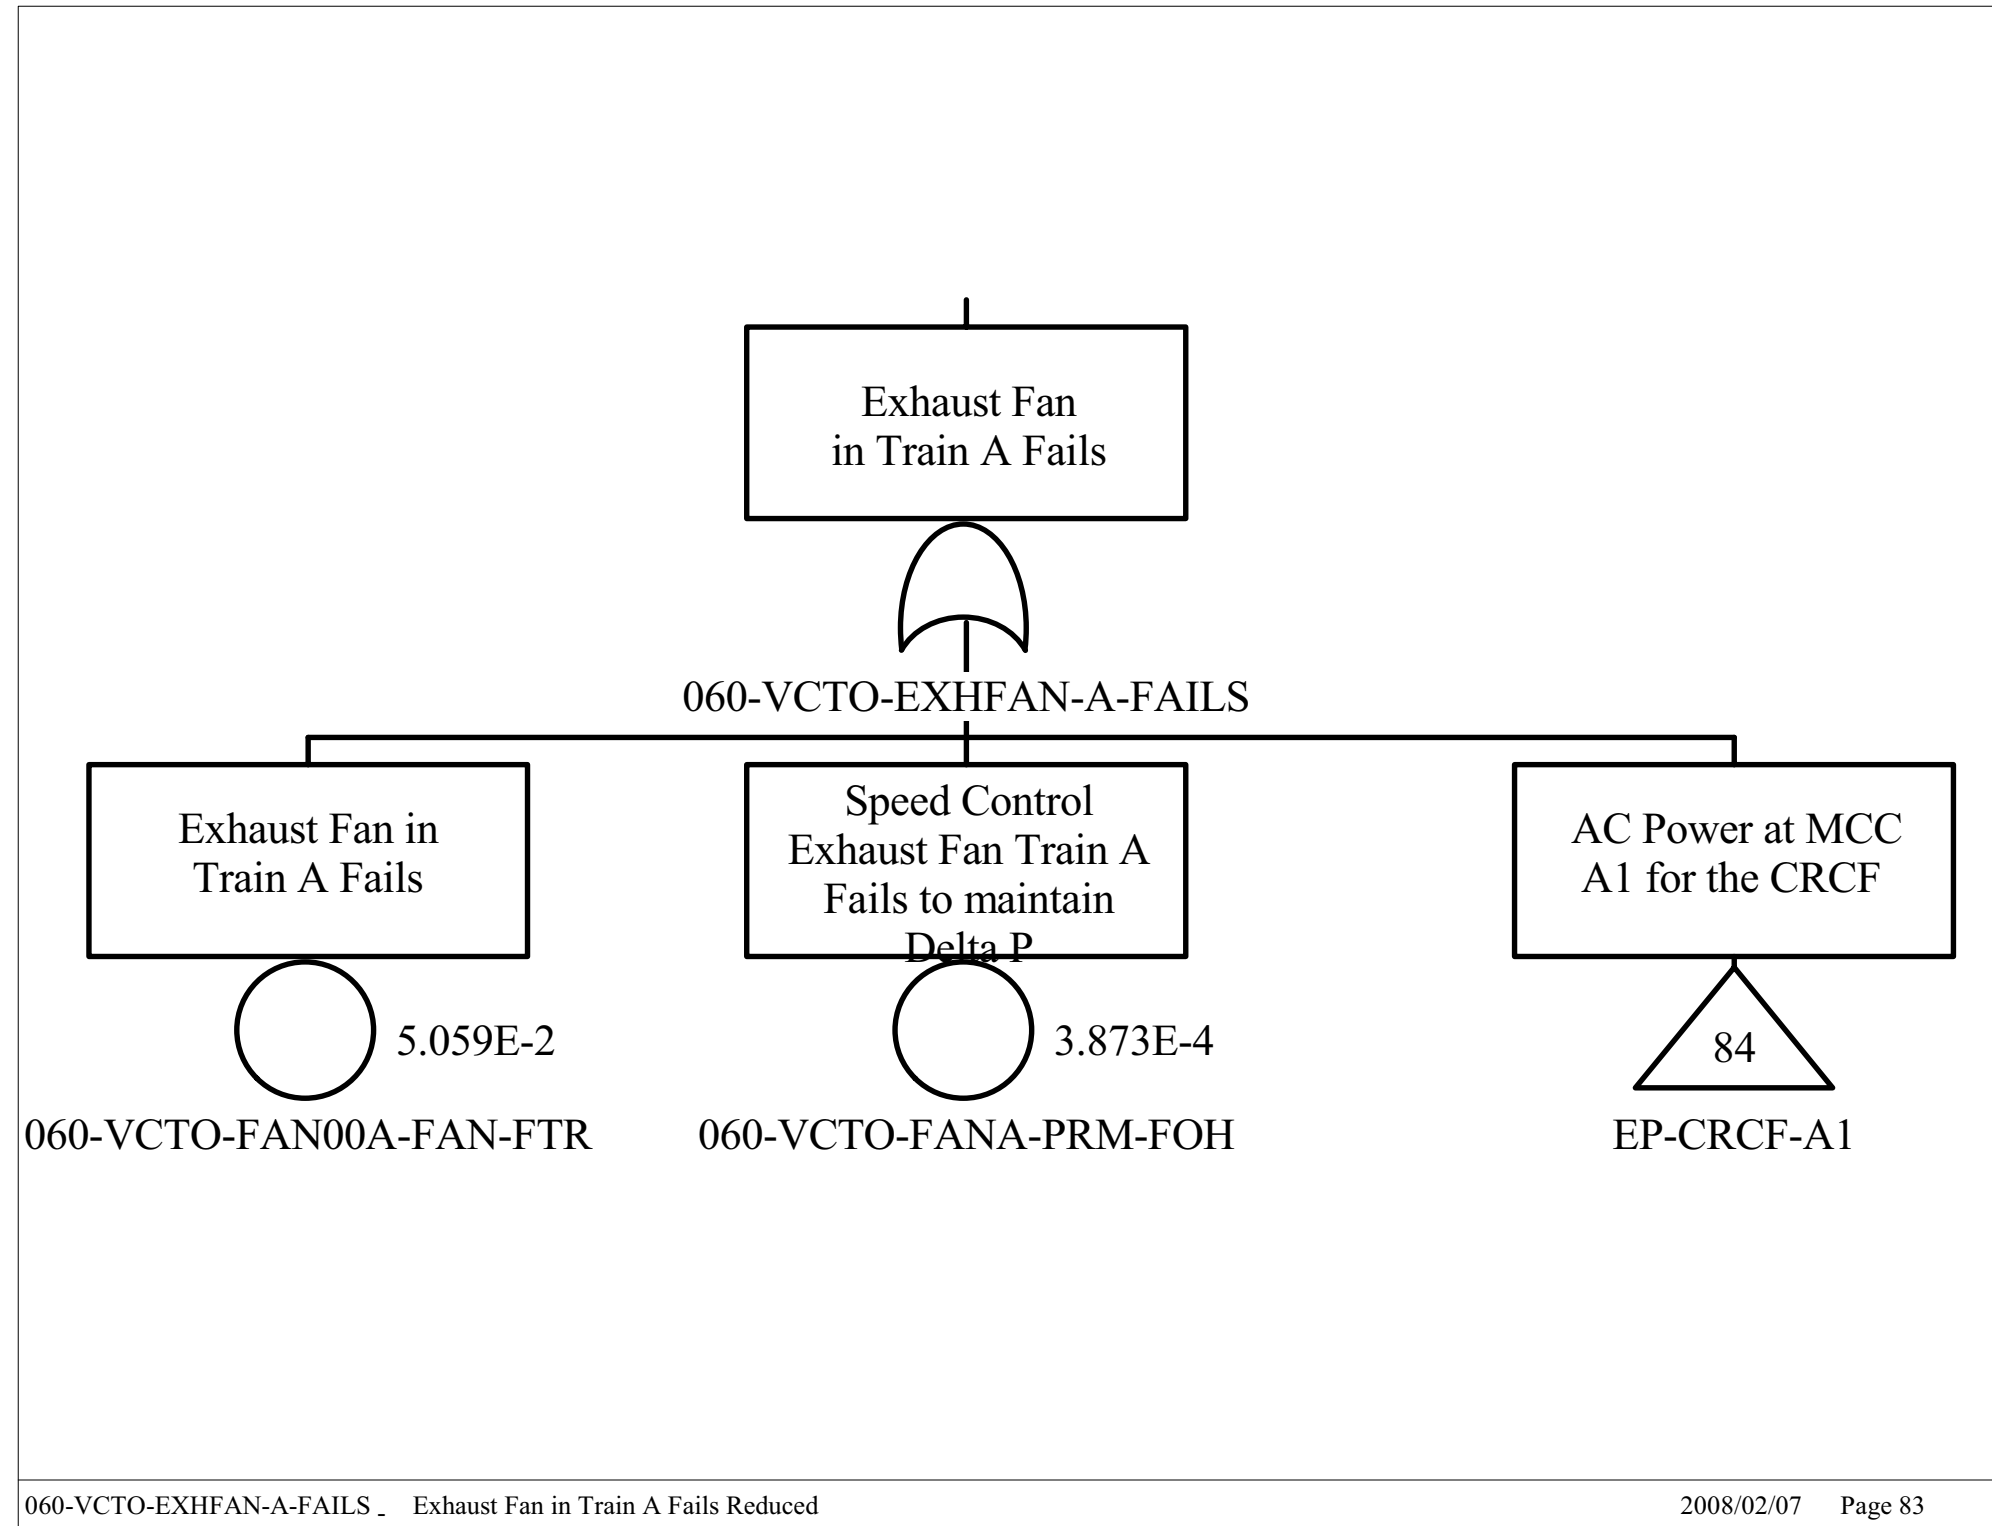 Exhaust Fan
in Train A Fails
060-VCTO-EXHFAN-A-FAILS
Exhaust Fan in
Train A Fails
5.059E-2
060-VCTO-FAN00A-FAN-FTR
Speed Control
Exhaust Fan Train A
Fails to maintain
Delta P
3.873E-4
060-VCTO-FANA-PRM-FOH
AC Power at MCC
A1 for the CRCF
84
EP-CRCF-A1
060-VCTO-EXHFAN-A-FAILS _ Exhaust Fan in Train A Fails Reduced 2008/02/07 Page 83